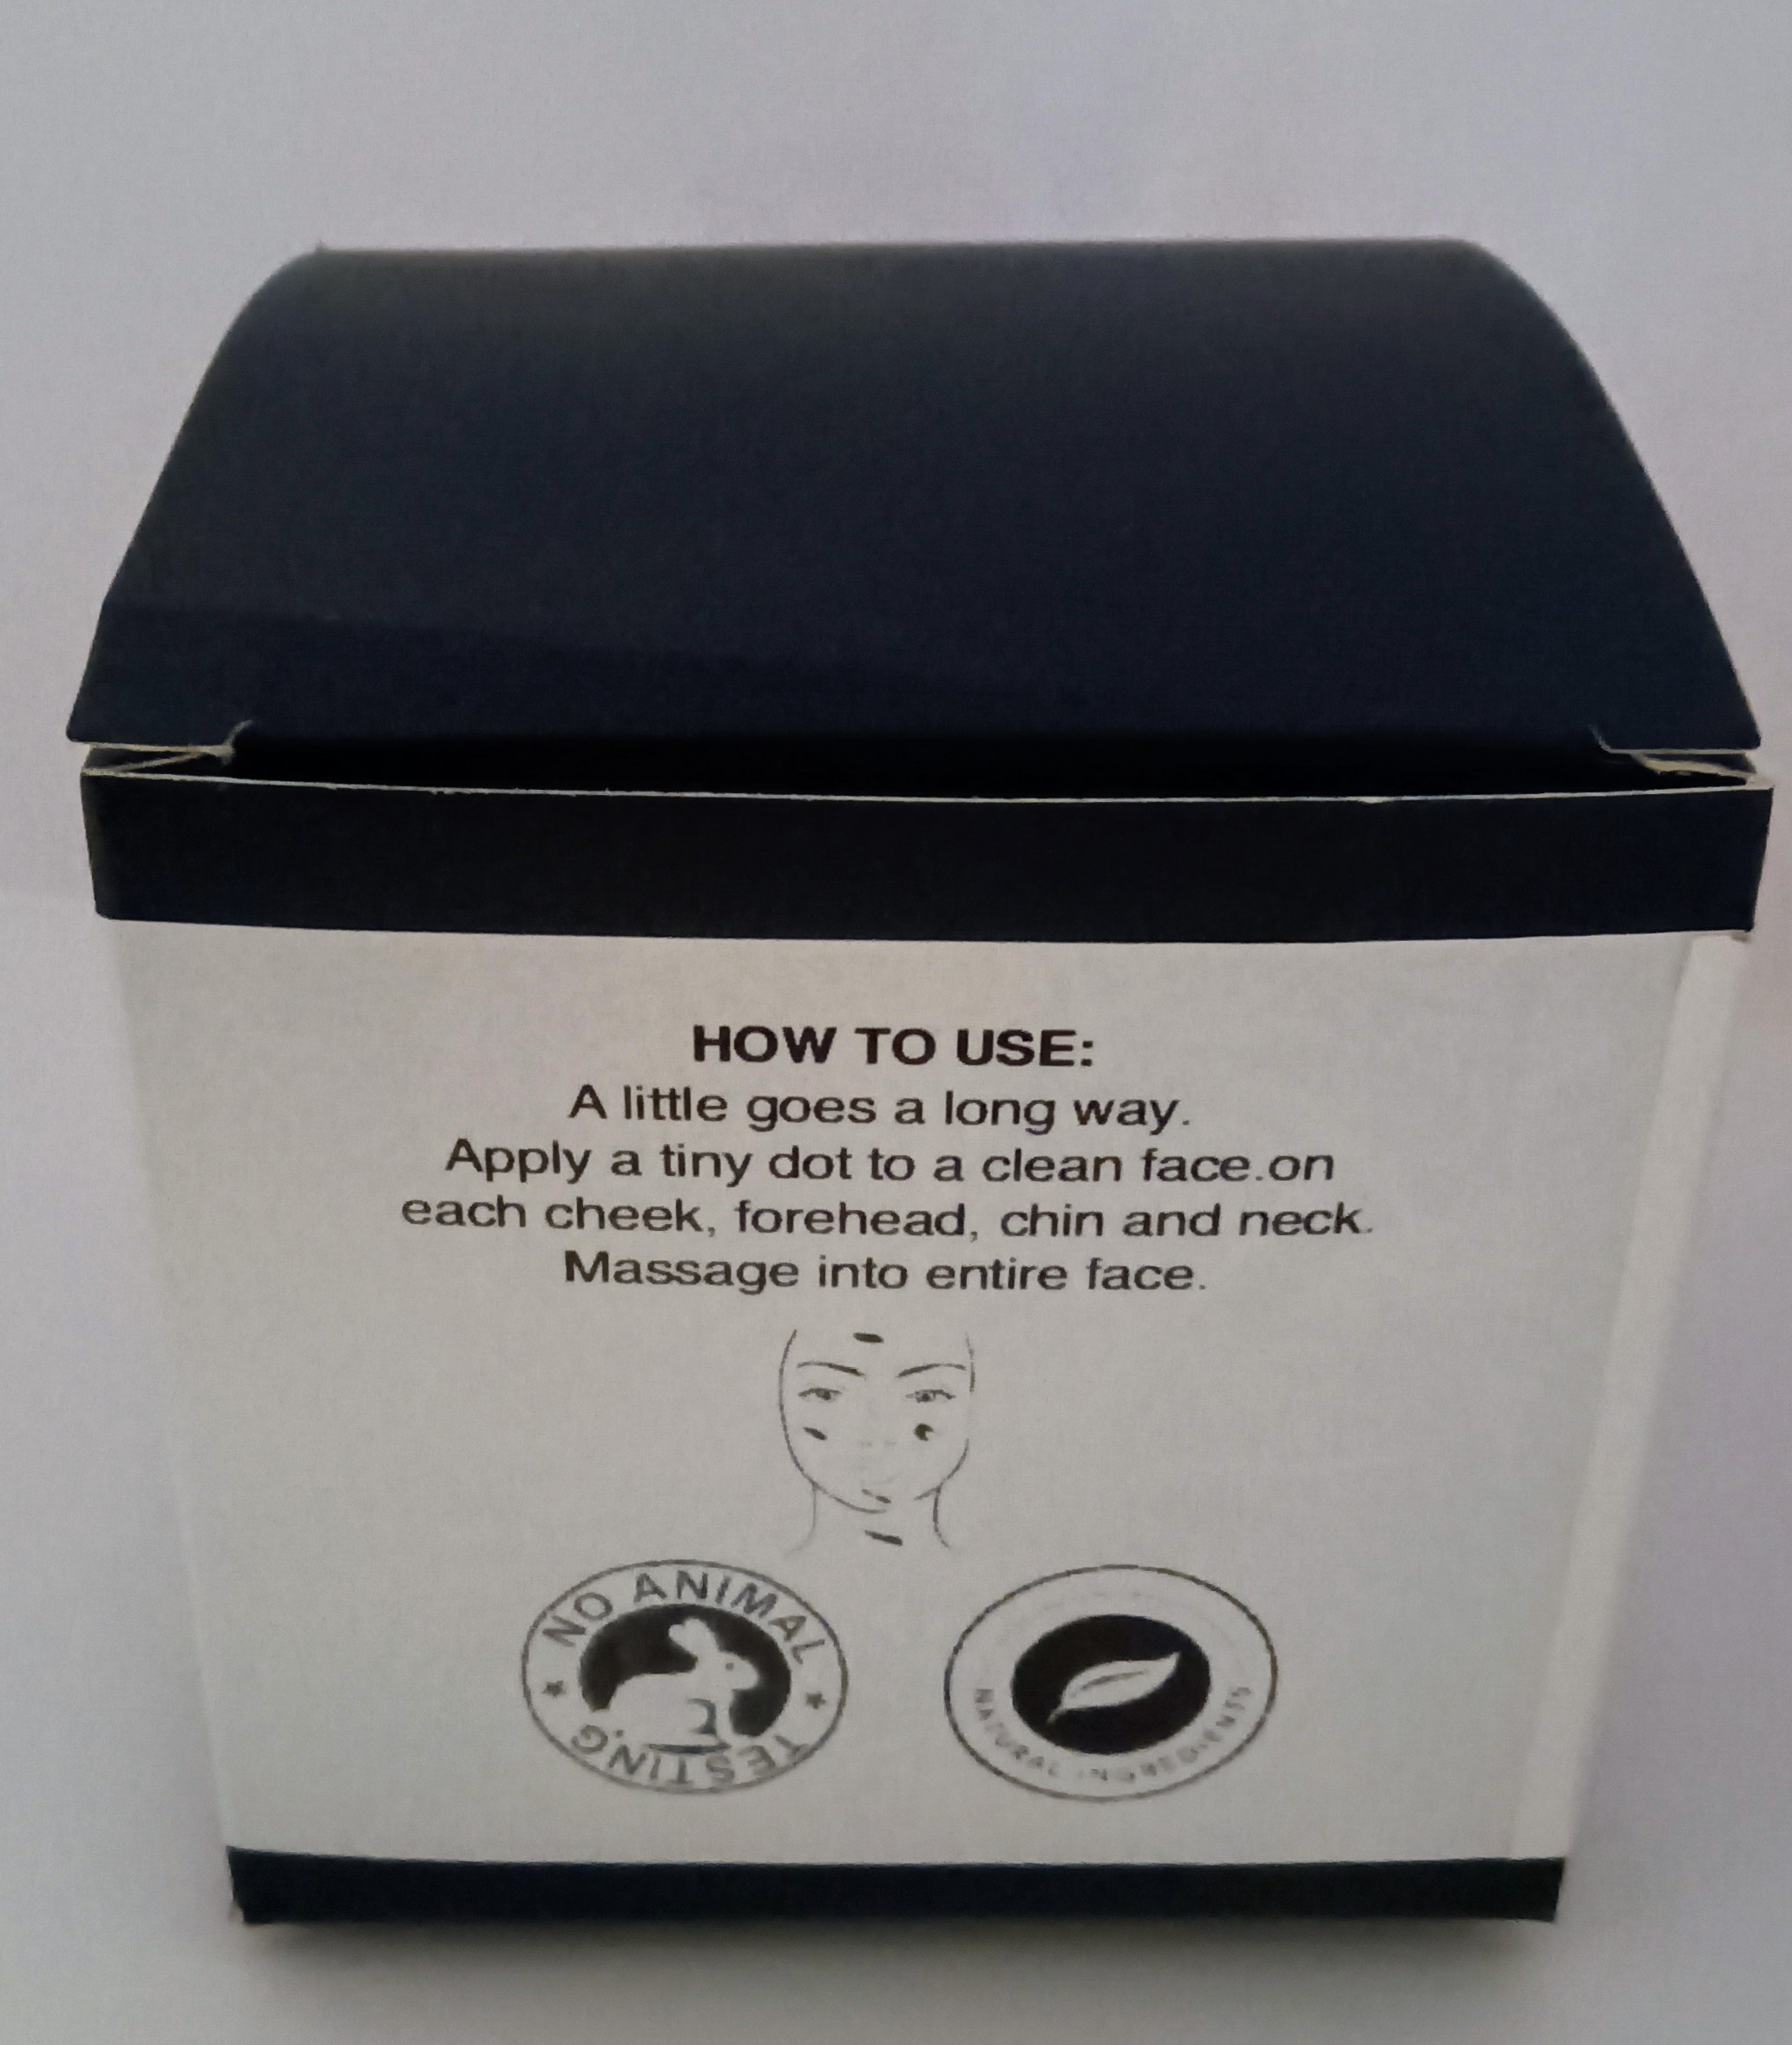 HOW TO USE:
A little goes a long way.
Apply a tiny dot to a clean face.on
each cheek, forehead, chin and neck.
Massage into entire face.
NO ANIMAL
TESTING
NATURAL INGREDIENTS